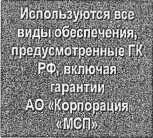 Используются все
виды обеспечения,
предусмотренные ГК
РФ, включая
гарантии
АО «Корпорация
«МСП»